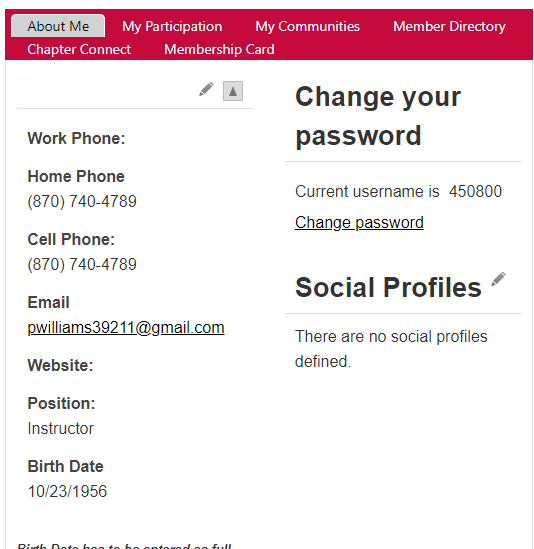 About Me
My Participation
My Communities
Member Directory
Chapter Connect
Membership Card
Work Phone:
Home Phone
(870) 740-4789
Cell Phone:
(870) 740-4789
Email
pwilliams39211@gmail.com
Website:
Position:
Instructor
Birth Date
10/23/1956
Birth Date has to be entered as full
Change your
password
Current username is 450800
Change password
Social Profiles
There are no social profiles
defined.